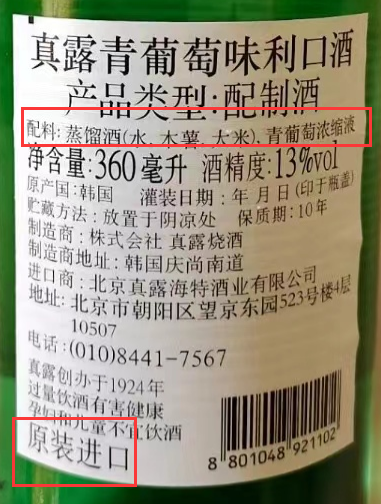 真露青葡萄味利口酒
产品类型:配制酒
配料:蒸馏酒(水、木薯、大米),青葡萄浓缩液
净含量:360毫升 酒精度:13%vol
原产国:韩国 灌装日期:年 月 日(印于瓶盖)
贮藏方法:放置于阴凉处 保质期:10年
制造商:株式会社 真露烧酒
制造商地址:韩国庆尚南道
进口商:北京真露海特酒业有限公司
地址:北京市朝阳区望京东园523号楼4层
10507
电话:(010)8441-7567
真露创办于1924年
过量饮酒有害健康
孕妇和儿童不宜饮酒
原装进口
8 801048 921102